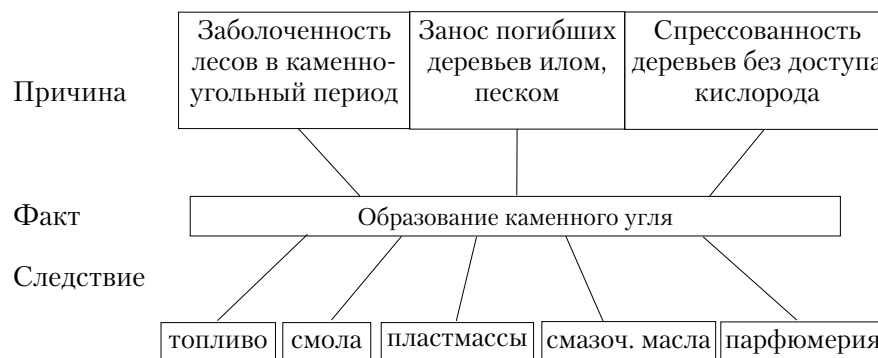 Причина
Заболоченность
лесов в каменно-
угольный период
Занос погибших
деревьев илом,
песком
Спрессованность
деревьев без доступа
кислорода
Факт
Образование каменного угля
Следствие
топливо
смола
пластмассы
смазоч. масла
парфюмерия